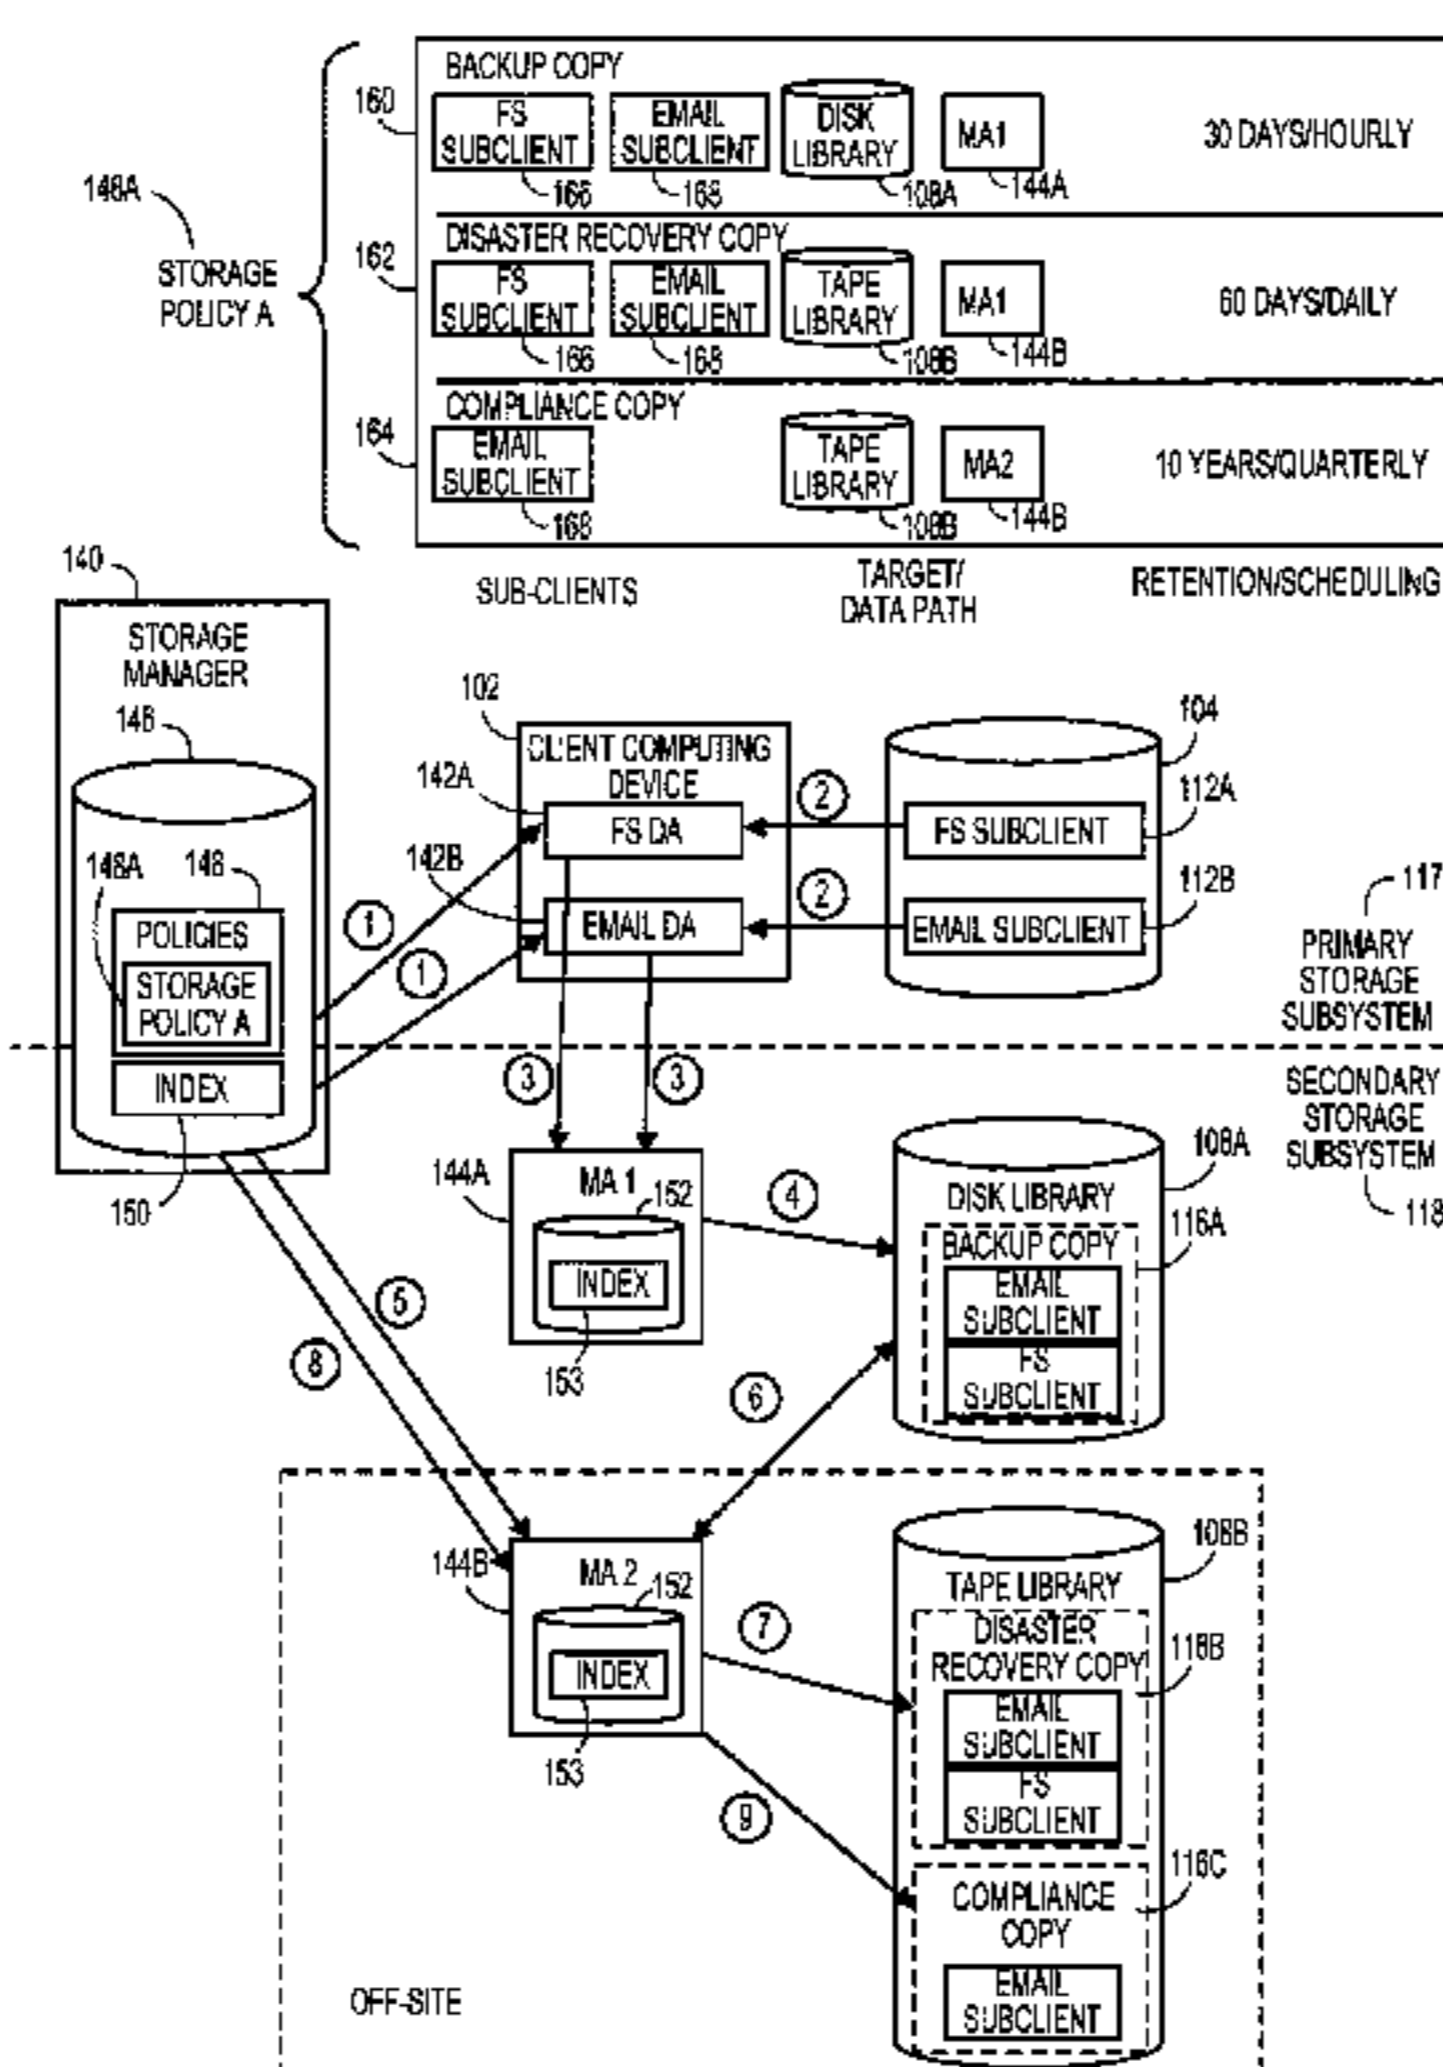 BACKUP COPY
160
FS
SUBCLIENT
166
EMAIL
SUBCLIENT
168
DISK
LIBRARY
108A
MA1
144A
30 DAYS/HOURLY
148A
STORAGE
POLICY A
DISASTER RECOVERY COPY
162
FS
SUBCLIENT
166
EMAIL
SUBCLIENT
168
TAPE
LIBRARY
108B
MA1
144B
60 DAYS/DAILY
COMPLIANCE COPY
164
EMAIL
SUBCLIENT
168
TAPE
LIBRARY
108B
MA2
144B
10 YEARS/QUARTERLY
SUB-CLIENTS
TARGET/
DATA PATH
RETENTION/SCHEDULING
140
STORAGE
MANAGER
146
148A
148
POLICIES
STORAGE
POLICY A
INDEX
150
102
CLIENT COMPUTING
DEVICE
142A
FS DA
142B
EMAIL DA
104
112A
FS SUBCLIENT
112B
EMAIL SUBCLIENT
1
1
2
2
117
PRIMARY
STORAGE
SUBSYSTEM
SECONDARY
STORAGE
SUBSYSTEM
118
3
3
144A
MA 1
152
INDEX
153
4
108A
DISK LIBRARY
116A
BACKUP COPY
EMAIL
SUBCLIENT
FS
SUBCLIENT
5
8
6
144B
MA 2
152
INDEX
153
7
9
108B
TAPE LIBRARY
DISASTER
RECOVERY COPY
116B
EMAIL
SUBCLIENT
FS
SUBCLIENT
116C
COMPLIANCE
COPY
EMAIL
SUBCLIENT
OFF-SITE